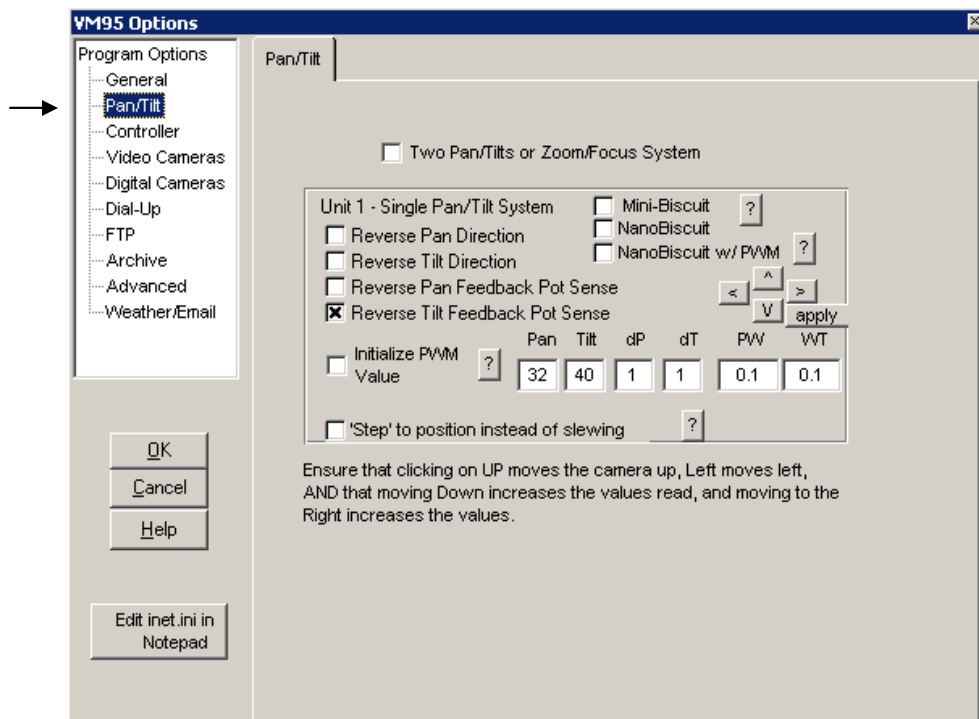 VM95 Options
Program Options
General
Pan/Tilt
Controller
Video Cameras
Digital Cameras
Dial-Up
FTP
Archive
Advanced
Weather/Email
OK
Cancel
Help
Edit inet.ini in
Notepad
Pan/Tilt
Two Pan/Tilts or Zoom/Focus System
Unit 1 - Single Pan/Tilt System
Mini-Biscuit ?
NanoBiscuit
NanoBiscuit w/ PWM ?
Reverse Pan Direction
Reverse Tilt Direction
Reverse Pan Feedback Pot Sense
Reverse Tilt Feedback Pot Sense
^
< >
V apply
Initialize PWM
Value ?
Pan Tilt dP dT PW WT
32 40 1 1 0.1 0.1
'Step' to position instead of slewing ?
Ensure that clicking on UP moves the camera up, Left moves left,
AND that moving Down increases the values read, and moving to the
Right increases the values.